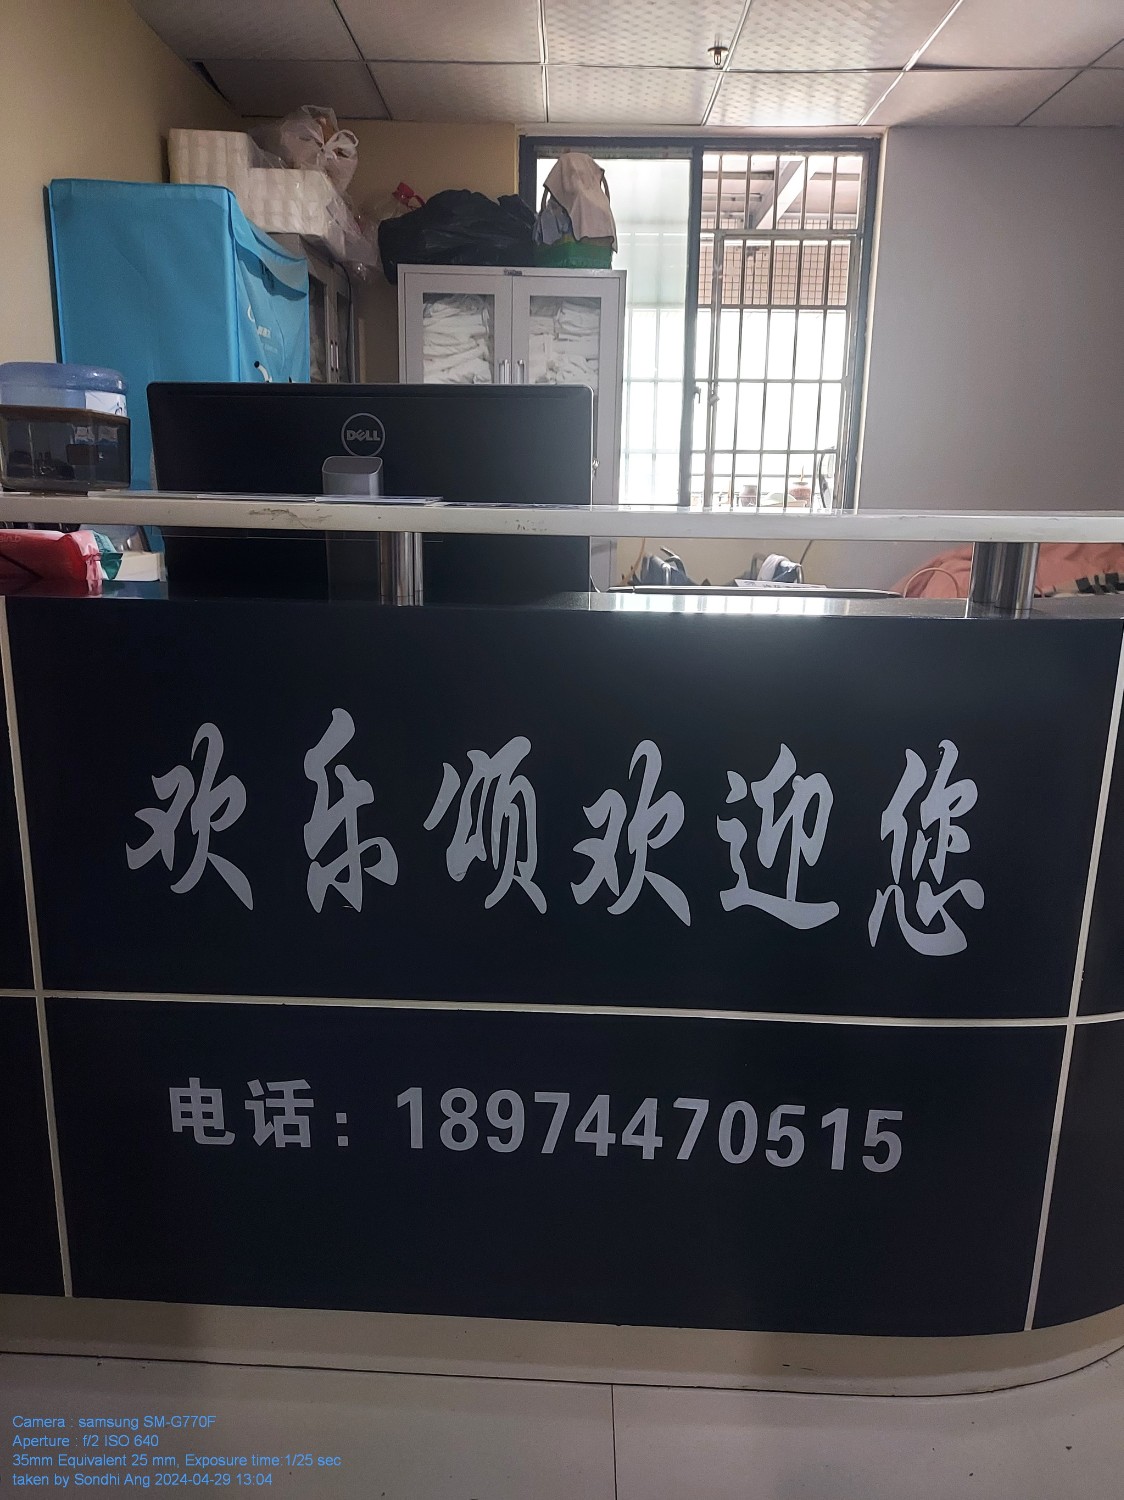 DELL
欢乐颂欢迎您
电话：18974470515
Camera : samsung SM-G770F
Aperture : f/2 ISO 640
35mm Equivalent 25 mm, Exposure time:1/25 sec
taken by Sondhi Ang 2024-04-29 13:04